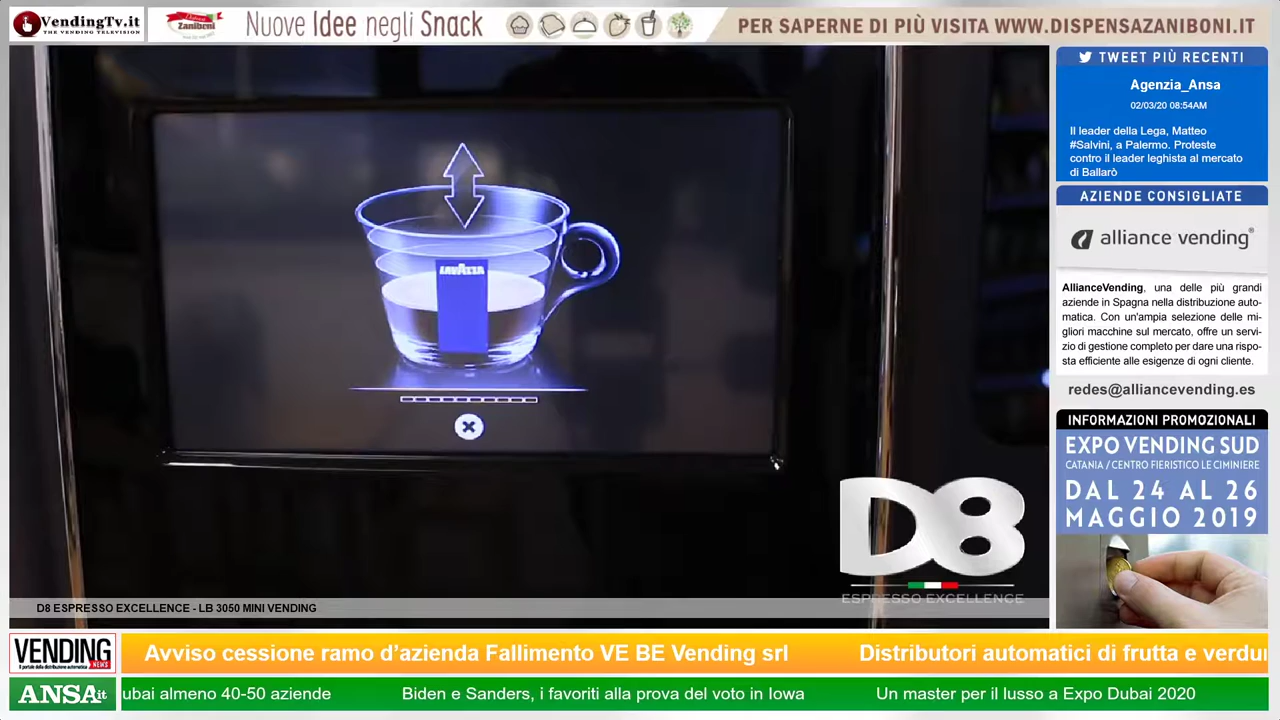 VendingTv.it
THE VENDING TELEVISION
Dispensa
Zaniboni
Nuove Idee negli Snack
PER SAPERNE DI PIÙ VISITA WWW.DISPENSAZANIBONI.IT
TWEET PIÙ RECENTI
Agenzia_Ansa
02/03/20 08:54AM
Il leader della Lega, Matteo
#Salvini, a Palermo. Proteste
contro il leader leghista al mercato
di Ballarò
AZIENDE CONSIGLIATE
alliance vending®
AllianceVending, una delle più grandi
aziende in Spagna nella distribuzione auto-
matica. Con un'ampia selezione delle mi-
gliori macchine sul mercato, offre un servi-
zio di gestione completo per dare una rispo-
sta efficiente alle esigenze di ogni cliente.
redes@alliancevending.es
INFORMAZIONI PROMOZIONALI
EXPO VENDING SUD
CATANIA / CENTRO FIERISTICO LE CIMINIERE
DAL 24 AL 26
MAGGIO 2019
LAVAZZA
D8
ESPRESSO EXCELLENCE
D8 ESPRESSO EXCELLENCE - LB 3050 MINI VENDING
VENDING
NEWS
Il portale della distribuzione automatica
Avviso cessione ramo d'azienda Fallimento VE BE Vending srl Distributori automatici di frutta e verdur
ANSA.it
ubai almeno 40-50 aziende Biden e Sanders, i favoriti alla prova del voto in Iowa Un master per il lusso a Expo Dubai 2020